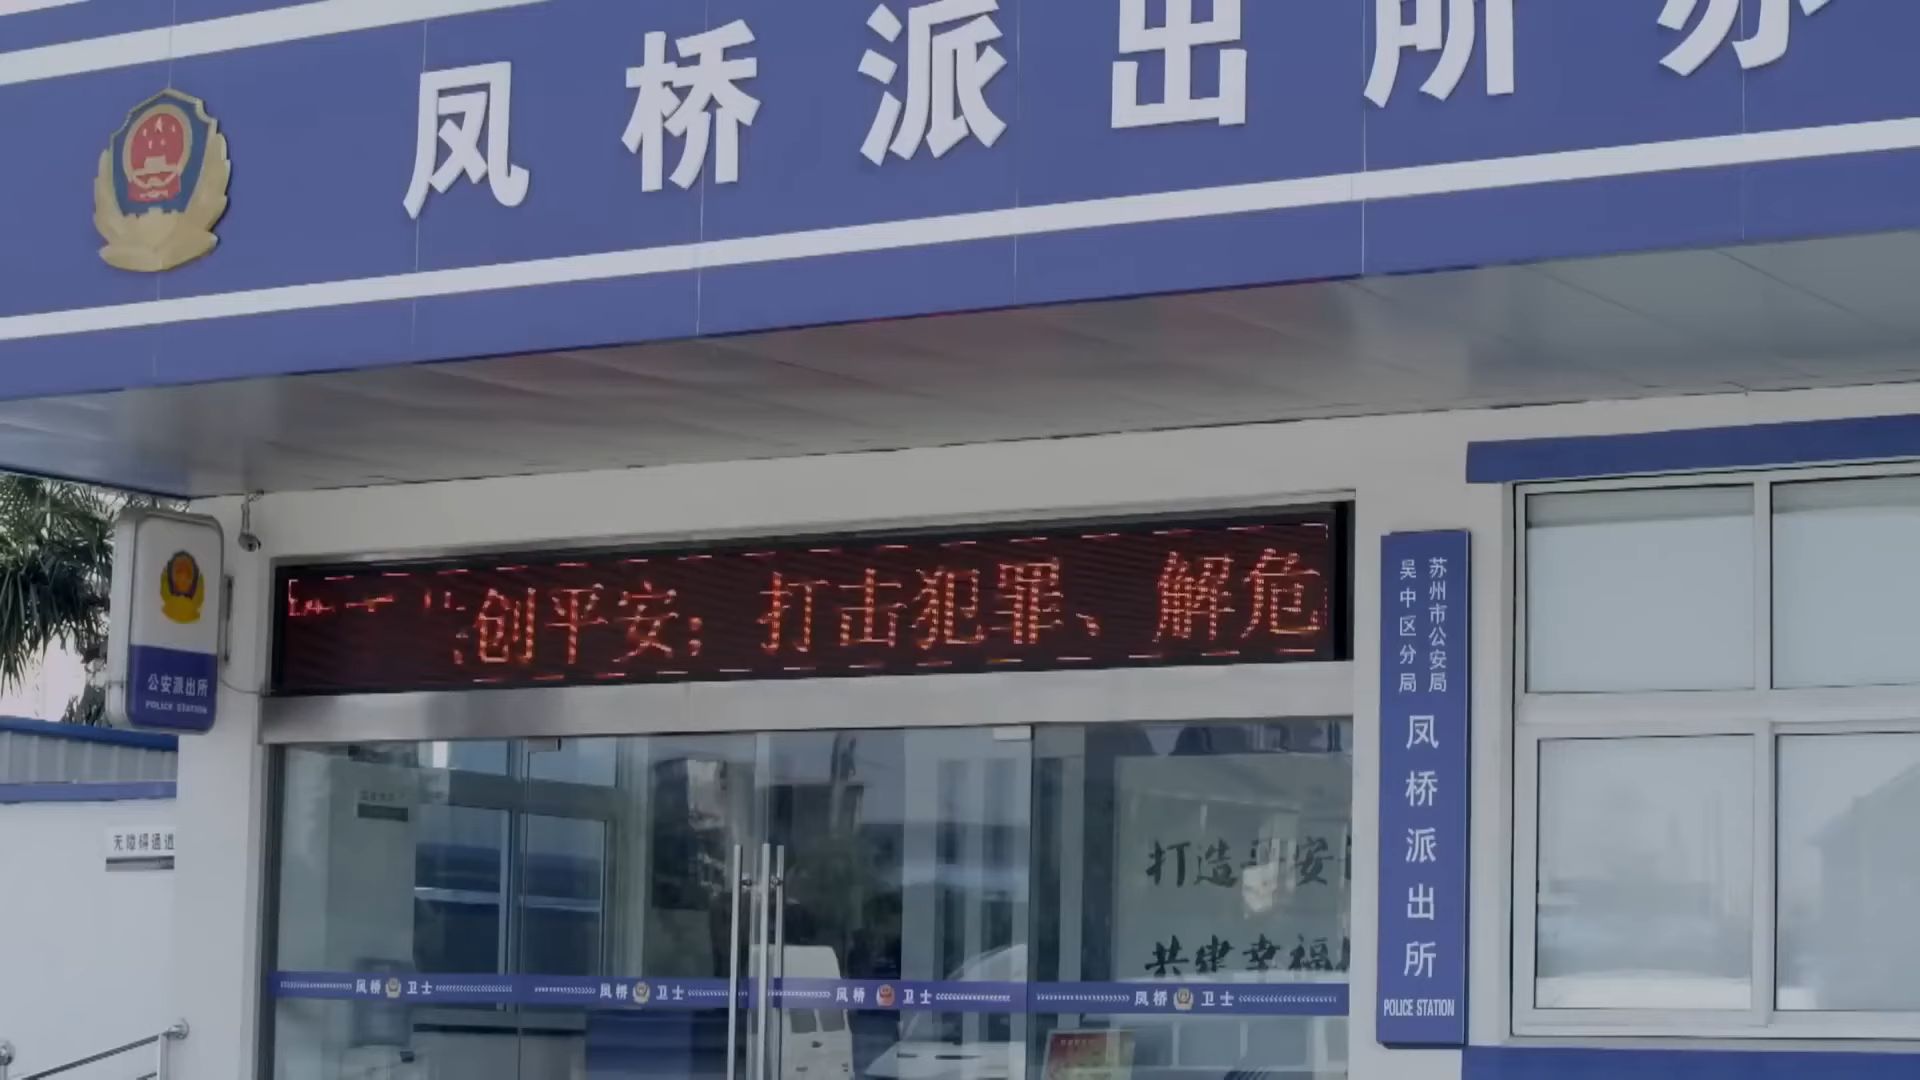 凤桥派出所办
创平安；打击犯罪、解危
公安派出所
POLICE STATION
无障碍通道
苏州市公安局
吴中区分局
凤桥派出所
POLICE STATION
打造平安
共建幸福
凤桥 卫士
凤桥 卫士
凤桥 卫士
凤桥 卫士